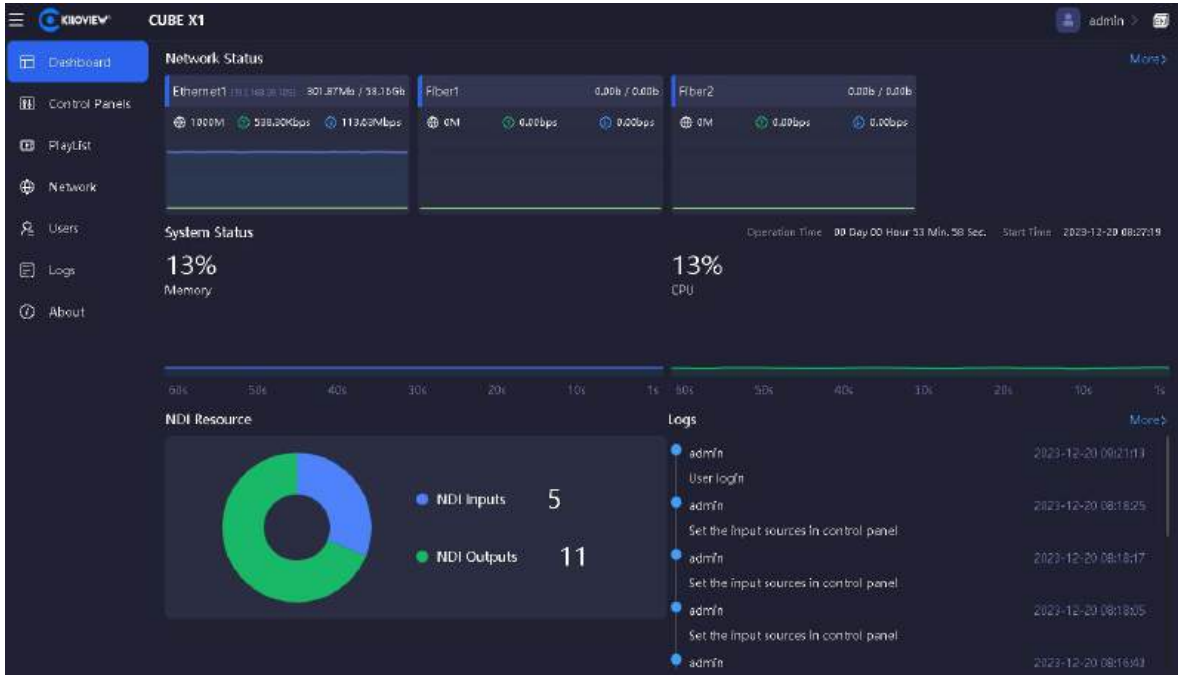 KILOVIEW CUBE X1 admin >
Dashboard
Control Panels
PlayList
Network
Users
Logs
About
Network Status More>
Ethernet1 301.87Mb / 58.16Gb
1000M 538.30Kbps 113.63Mbps
Fiber1 0.00b / 0.00b
0M 0.00bps 0.00bps
Fiber2 0.00b / 0.00b
0M 0.00bps 0.00bps
System Status Operation Time 00 Day 00 Hour 53 Min. 58 Sec. Start Time 2023-12-20 08:27:19
13%
Memory
13%
CPU
60s 50s 40s 30s 20s 10s 1s
60s 50s 40s 30s 20s 10s 1s
NDI Resource
NDI Inputs 5
NDI Outputs 11
Logs More>
admin 2023-12-20 09:21:13
User login
admin 2023-12-20 08:18:25
Set the input sources in control panel
admin 2023-12-20 08:18:17
Set the input sources in control panel
admin 2023-12-20 08:18:05
Set the input sources in control panel
admin 2023-12-20 08:16:43